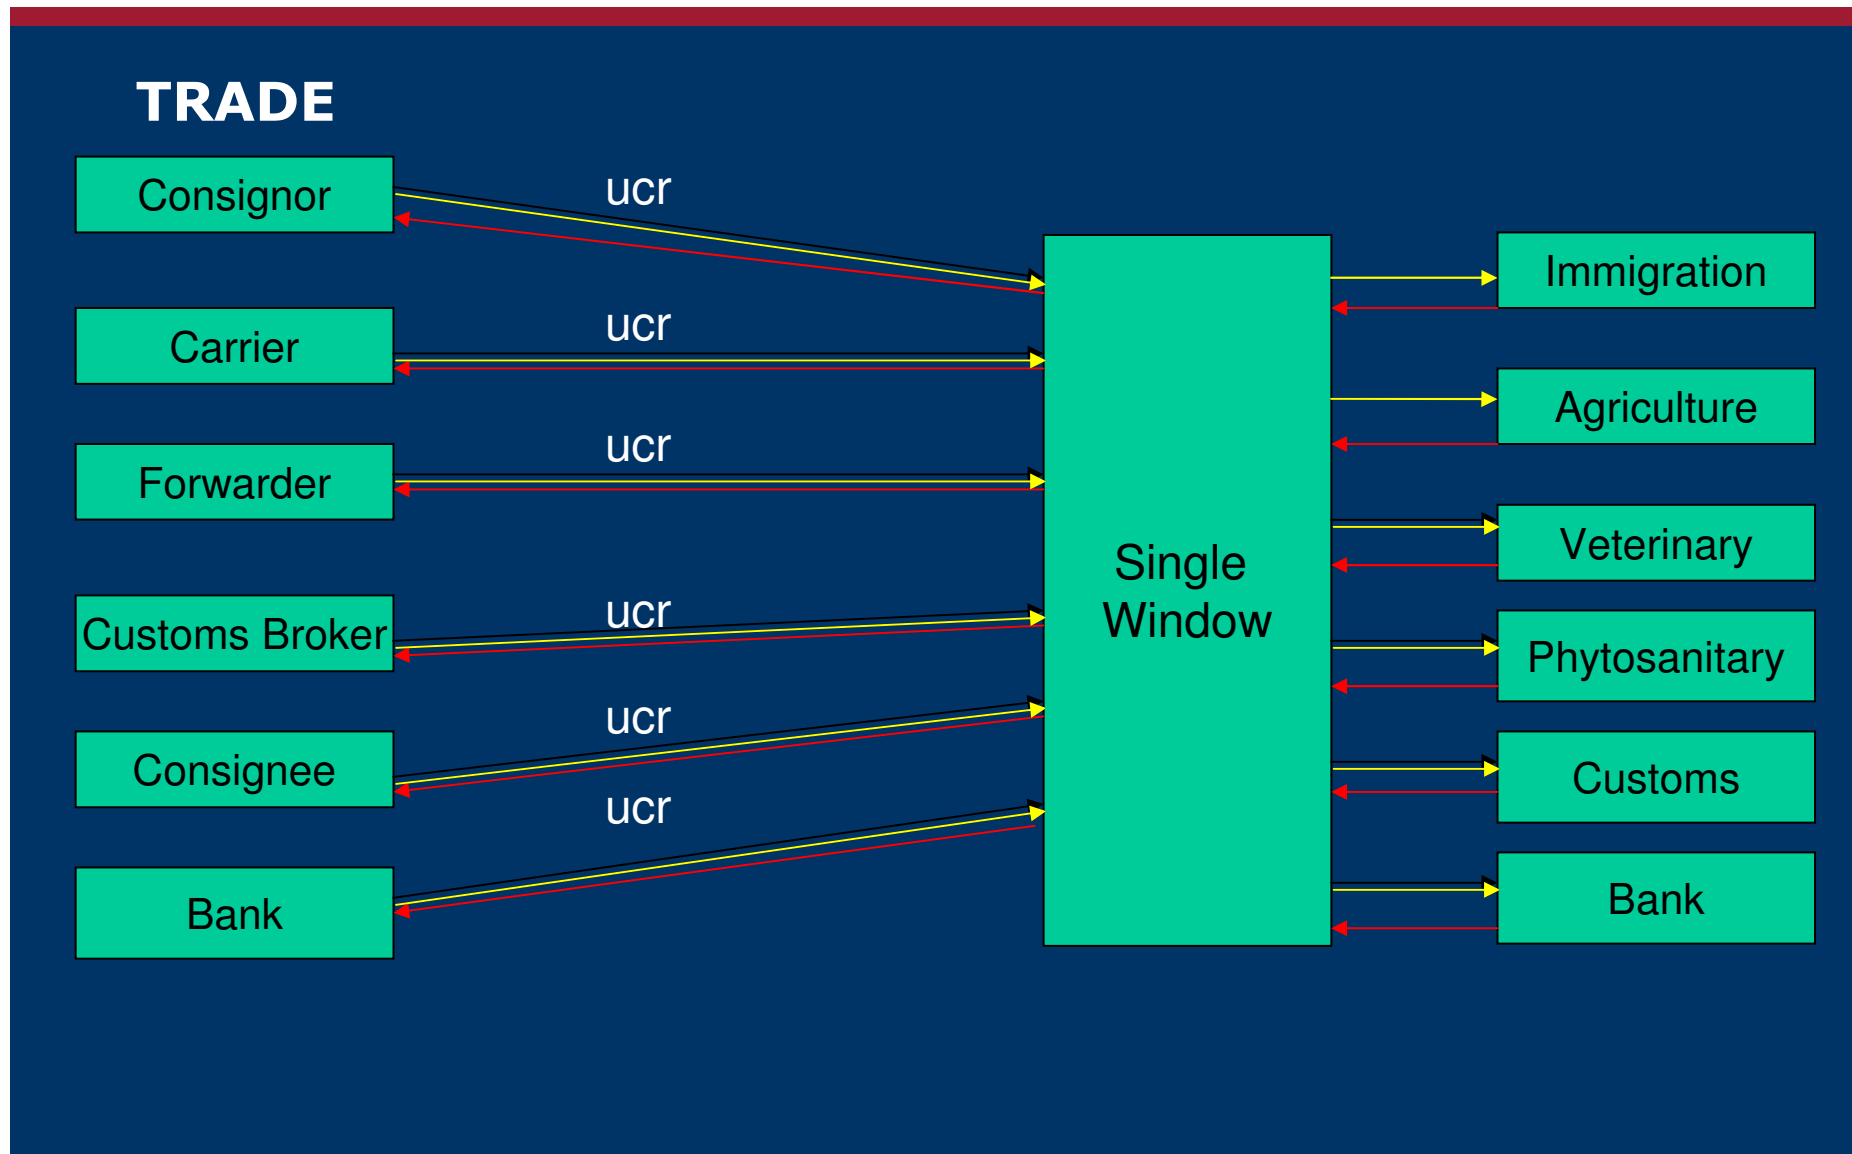 TRADE
Consignor
ucr
Carrier
ucr
Forwarder
ucr
Customs Broker
ucr
Consignee
ucr
Bank
ucr
Single
Window
Immigration
Agriculture
Veterinary
Phytosanitary
Customs
Bank